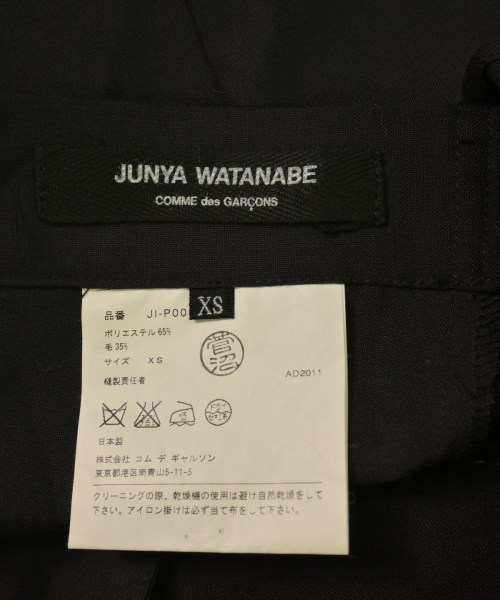 JUNYA WATANABE
COMME des GARÇONS
XS
品番 JI-P00
ポリエステル 65%
毛 35%
サイズ XS
縫製責任者
菅沼
AD2011
日本製
株式会社 コム デ ギャルソン
東京都港区南青山5-11-5
クリーニングの際、乾燥機の使用は避け自然乾燥をして
下さい。アイロン掛けは必ず当て布をして下さい。